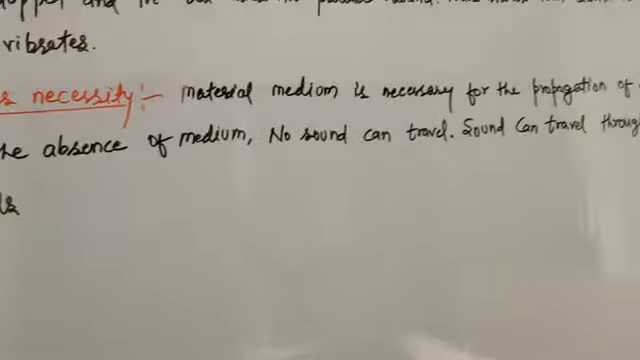 vibrates.
necessity:- material medium is necessary for the propagation of
absence of medium, No sound can travel. Sound Can travel through